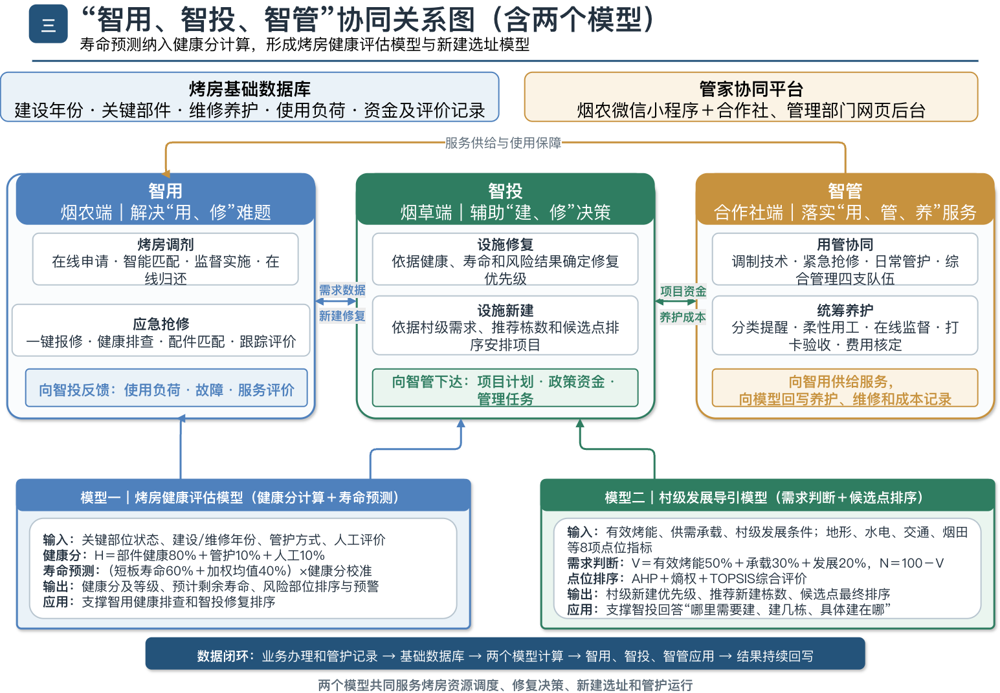 三
“智用、智投、智管”协同关系图（含两个模型）
寿命预测纳入健康分计算，形成烤房健康评估模型与新建选址模型
烤房基础数据库
建设年份 · 关键部件 · 维修养护 · 使用负荷 · 资金及评价记录
管家协同平台
烟农微信小程序＋合作社、管理部门网页后台
服务供给与使用保障
智用
烟农端｜解决“用、修”难题
烤房调剂
在线申请 · 智能匹配 · 监督实施 · 在
线归还
应急抢修
一键报修 · 健康排查 · 配件匹配 · 跟踪评价
向智投反馈：使用负荷 · 故障 · 服务评价
需求数据
新建修复
智投
烟草端｜辅助“建、修”决策
设施修复
依据健康、寿命和风险结果确定修复
优先级
设施新建
依据村级需求、推荐栋数和候选点排
序安排项目
向智管下达：项目计划 · 政策资金 ·
管理任务
项目资金
养护成本
智管
合作社端｜落实“用、管、养”服务
用管协同
调制技术 · 紧急抢修 · 日常管护 · 综
合管理四支队伍
统筹养护
分类提醒 · 柔性用工 · 在线监督 · 打
卡验收 · 费用核定
向智用供给服务，
向模型回写养护、维修和成本记录
模型一｜烤房健康评估模型（健康分计算＋寿命预测）
输入：关键部位状态、建设/维修年份、管护方式、人工评价
健康分：H＝部件健康80%＋管护10%＋人工10%
寿命预测：（短板寿命60%＋加权均值40%）×健康分校准
输出：健康分及等级、预计剩余寿命、风险部位排序与预警
应用：支撑智用健康排查和智投修复排序
模型二｜村级发展导引模型（需求判断＋候选点排序）
输入：有效烤能、供需承载、村级发展条件；地形、水电、交通、烟田
等8项点位指标
需求判断：V＝有效烤能50%＋承载30%＋发展20%，N＝100－V
点位排序：AHP＋熵权＋TOPSIS综合评价
输出：村级新建优先级、推荐新建栋数、候选点最终排序
应用：支撑智投回答“哪里需要建、建几栋、具体建在哪”
数据闭环：业务办理和管护记录 → 基础数据库 → 两个模型计算 → 智用、智投、智管应用 → 结果持续回写
两个模型共同服务烤房资源调度、修复决策、新建选址和管护运行